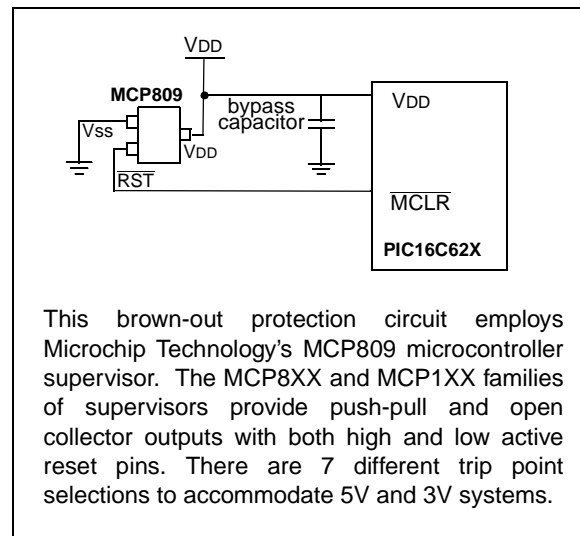 VDD
MCP809
bypass
capacitor
VDD
Vss
VDD
RST
MCLR
PIC16C62X
This brown-out protection circuit employs
Microchip Technology's MCP809 microcontroller
supervisor. The MCP8XX and MCP1XX families
of supervisors provide push-pull and open
collector outputs with both high and low active
reset pins. There are 7 different trip point
selections to accommodate 5V and 3V systems.